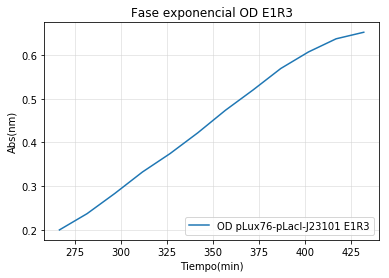 Fase exponencial OD E1R3
Abs(nm)
0.6
0.5
0.4
0.3
0.2
OD pLux76-pLacI-J23101 E1R3
275 300 325 350 375 400 425
Tiempo(min)